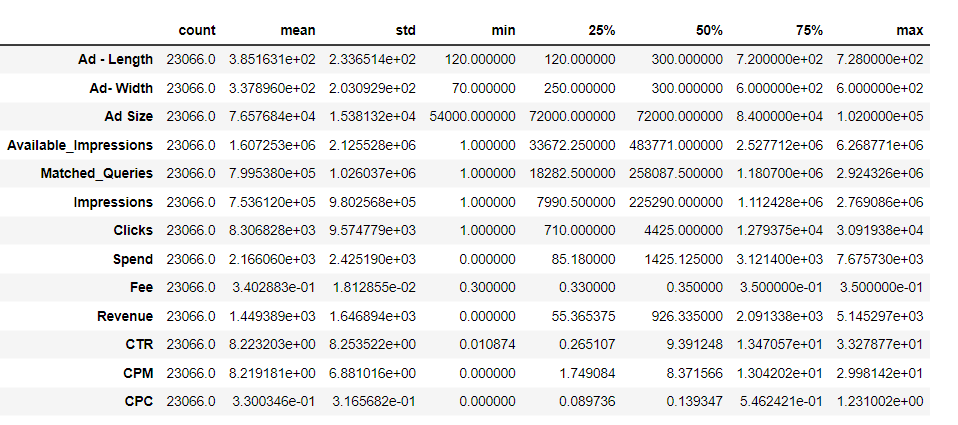 count mean std min 25% 50% 75% max
Ad - Length 23066.0 3.851631e+02 2.336514e+02 120.000000 120.000000 300.000000 7.200000e+02 7.280000e+02
Ad- Width 23066.0 3.378960e+02 2.030929e+02 70.000000 250.000000 300.000000 6.000000e+02 6.000000e+02
Ad Size 23066.0 7.657684e+04 1.538132e+04 54000.000000 72000.000000 72000.000000 8.400000e+04 1.020000e+05
Available_Impressions 23066.0 1.607253e+06 2.125528e+06 1.000000 33672.250000 483771.000000 2.527712e+06 6.268771e+06
Matched_Queries 23066.0 7.995380e+05 1.026037e+06 1.000000 18282.500000 258087.500000 1.180700e+06 2.924326e+06
Impressions 23066.0 7.536120e+05 9.802568e+05 1.000000 7990.500000 225290.000000 1.112428e+06 2.769086e+06
Clicks 23066.0 8.306828e+03 9.574779e+03 1.000000 710.000000 4425.000000 1.279375e+04 3.091938e+04
Spend 23066.0 2.166060e+03 2.425190e+03 0.000000 85.180000 1425.125000 3.121400e+03 7.675730e+03
Fee 23066.0 3.402883e-01 1.812855e-02 0.300000 0.330000 0.350000 3.500000e-01 3.500000e-01
Revenue 23066.0 1.449389e+03 1.646894e+03 0.000000 55.365375 926.335000 2.091338e+03 5.145297e+03
CTR 23066.0 8.223203e+00 8.253522e+00 0.010874 0.265107 9.391248 1.347057e+01 3.327877e+01
CPM 23066.0 8.219181e+00 6.881016e+00 0.000000 1.749084 8.371566 1.304202e+01 2.998142e+01
CPC 23066.0 3.300346e-01 3.165682e-01 0.000000 0.089736 0.139347 5.462421e-01 1.231002e+00